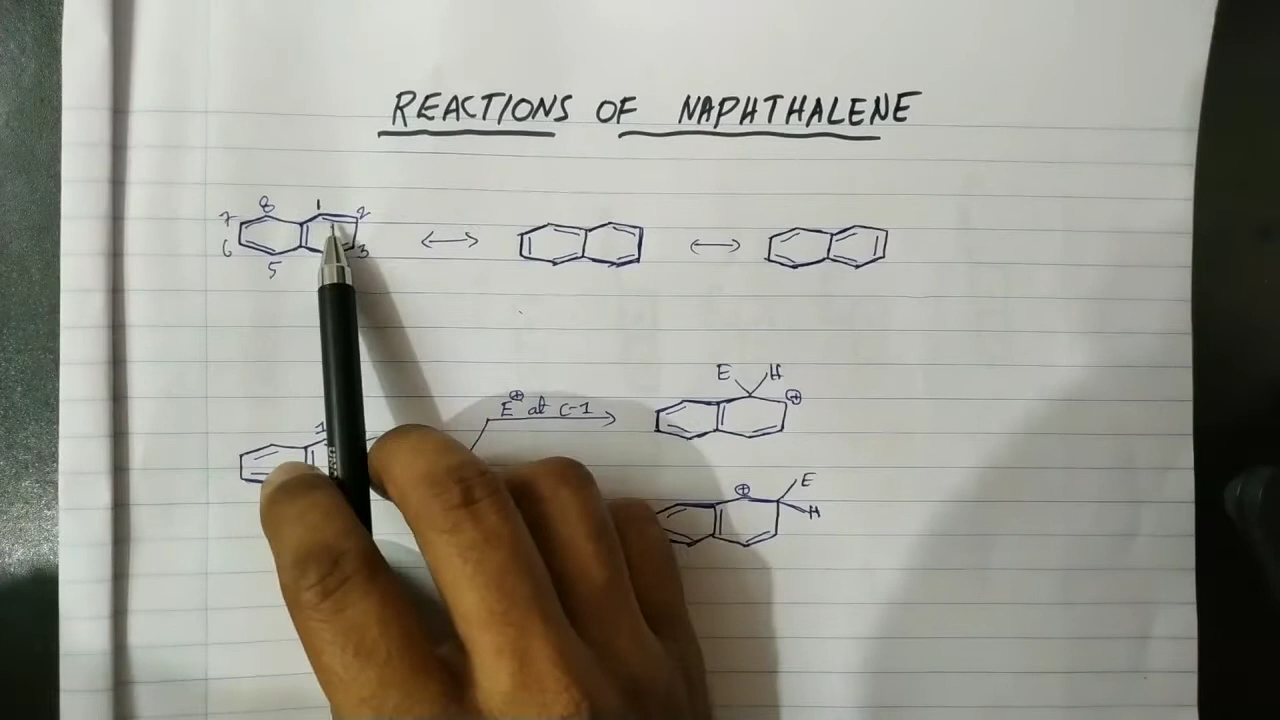 REACTIONS OF NAPHTHALENE
8 1 2
7
6 3
5
E H
⊕
E⊕ at C-1
1
⊕ E
H